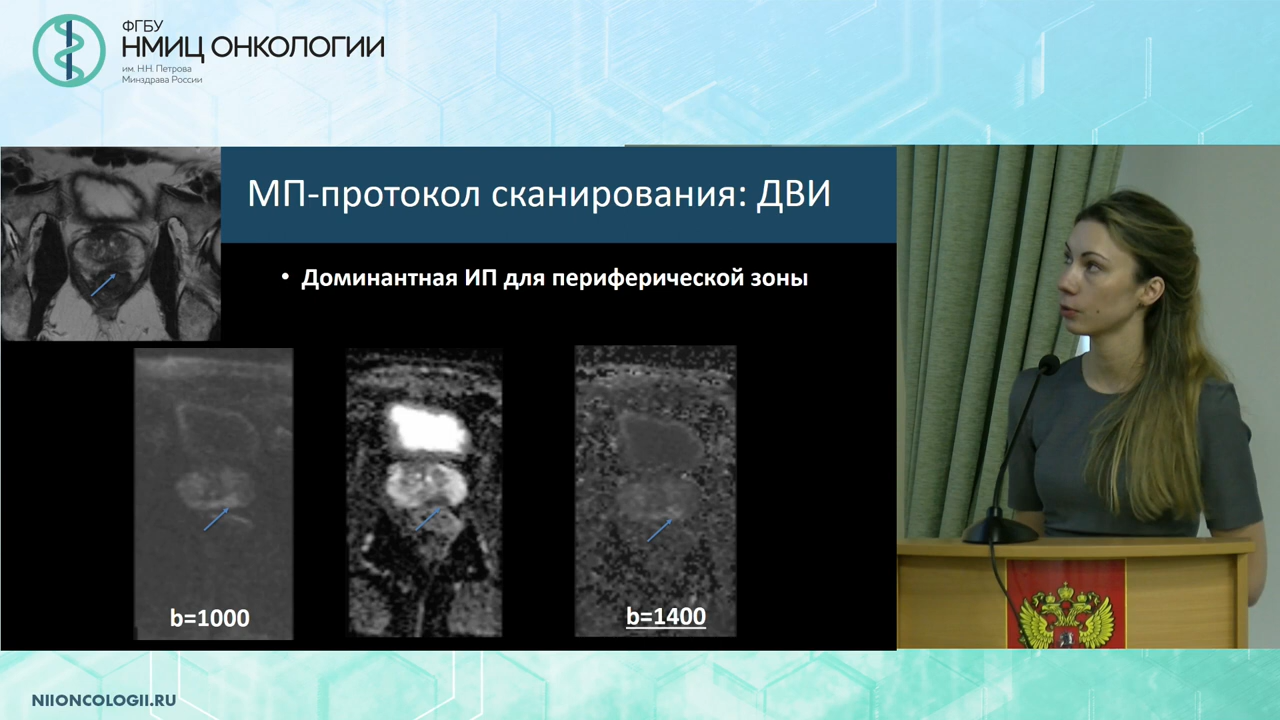 ФГБУ
НМИЦ ОНКОЛОГИИ
им. Н.Н. Петрова
Минздрава России
МП-протокол сканирования: ДВИ
• Доминантная ИП для периферической зоны
b=1000
b=1400
NIIONCOLOGII.RU